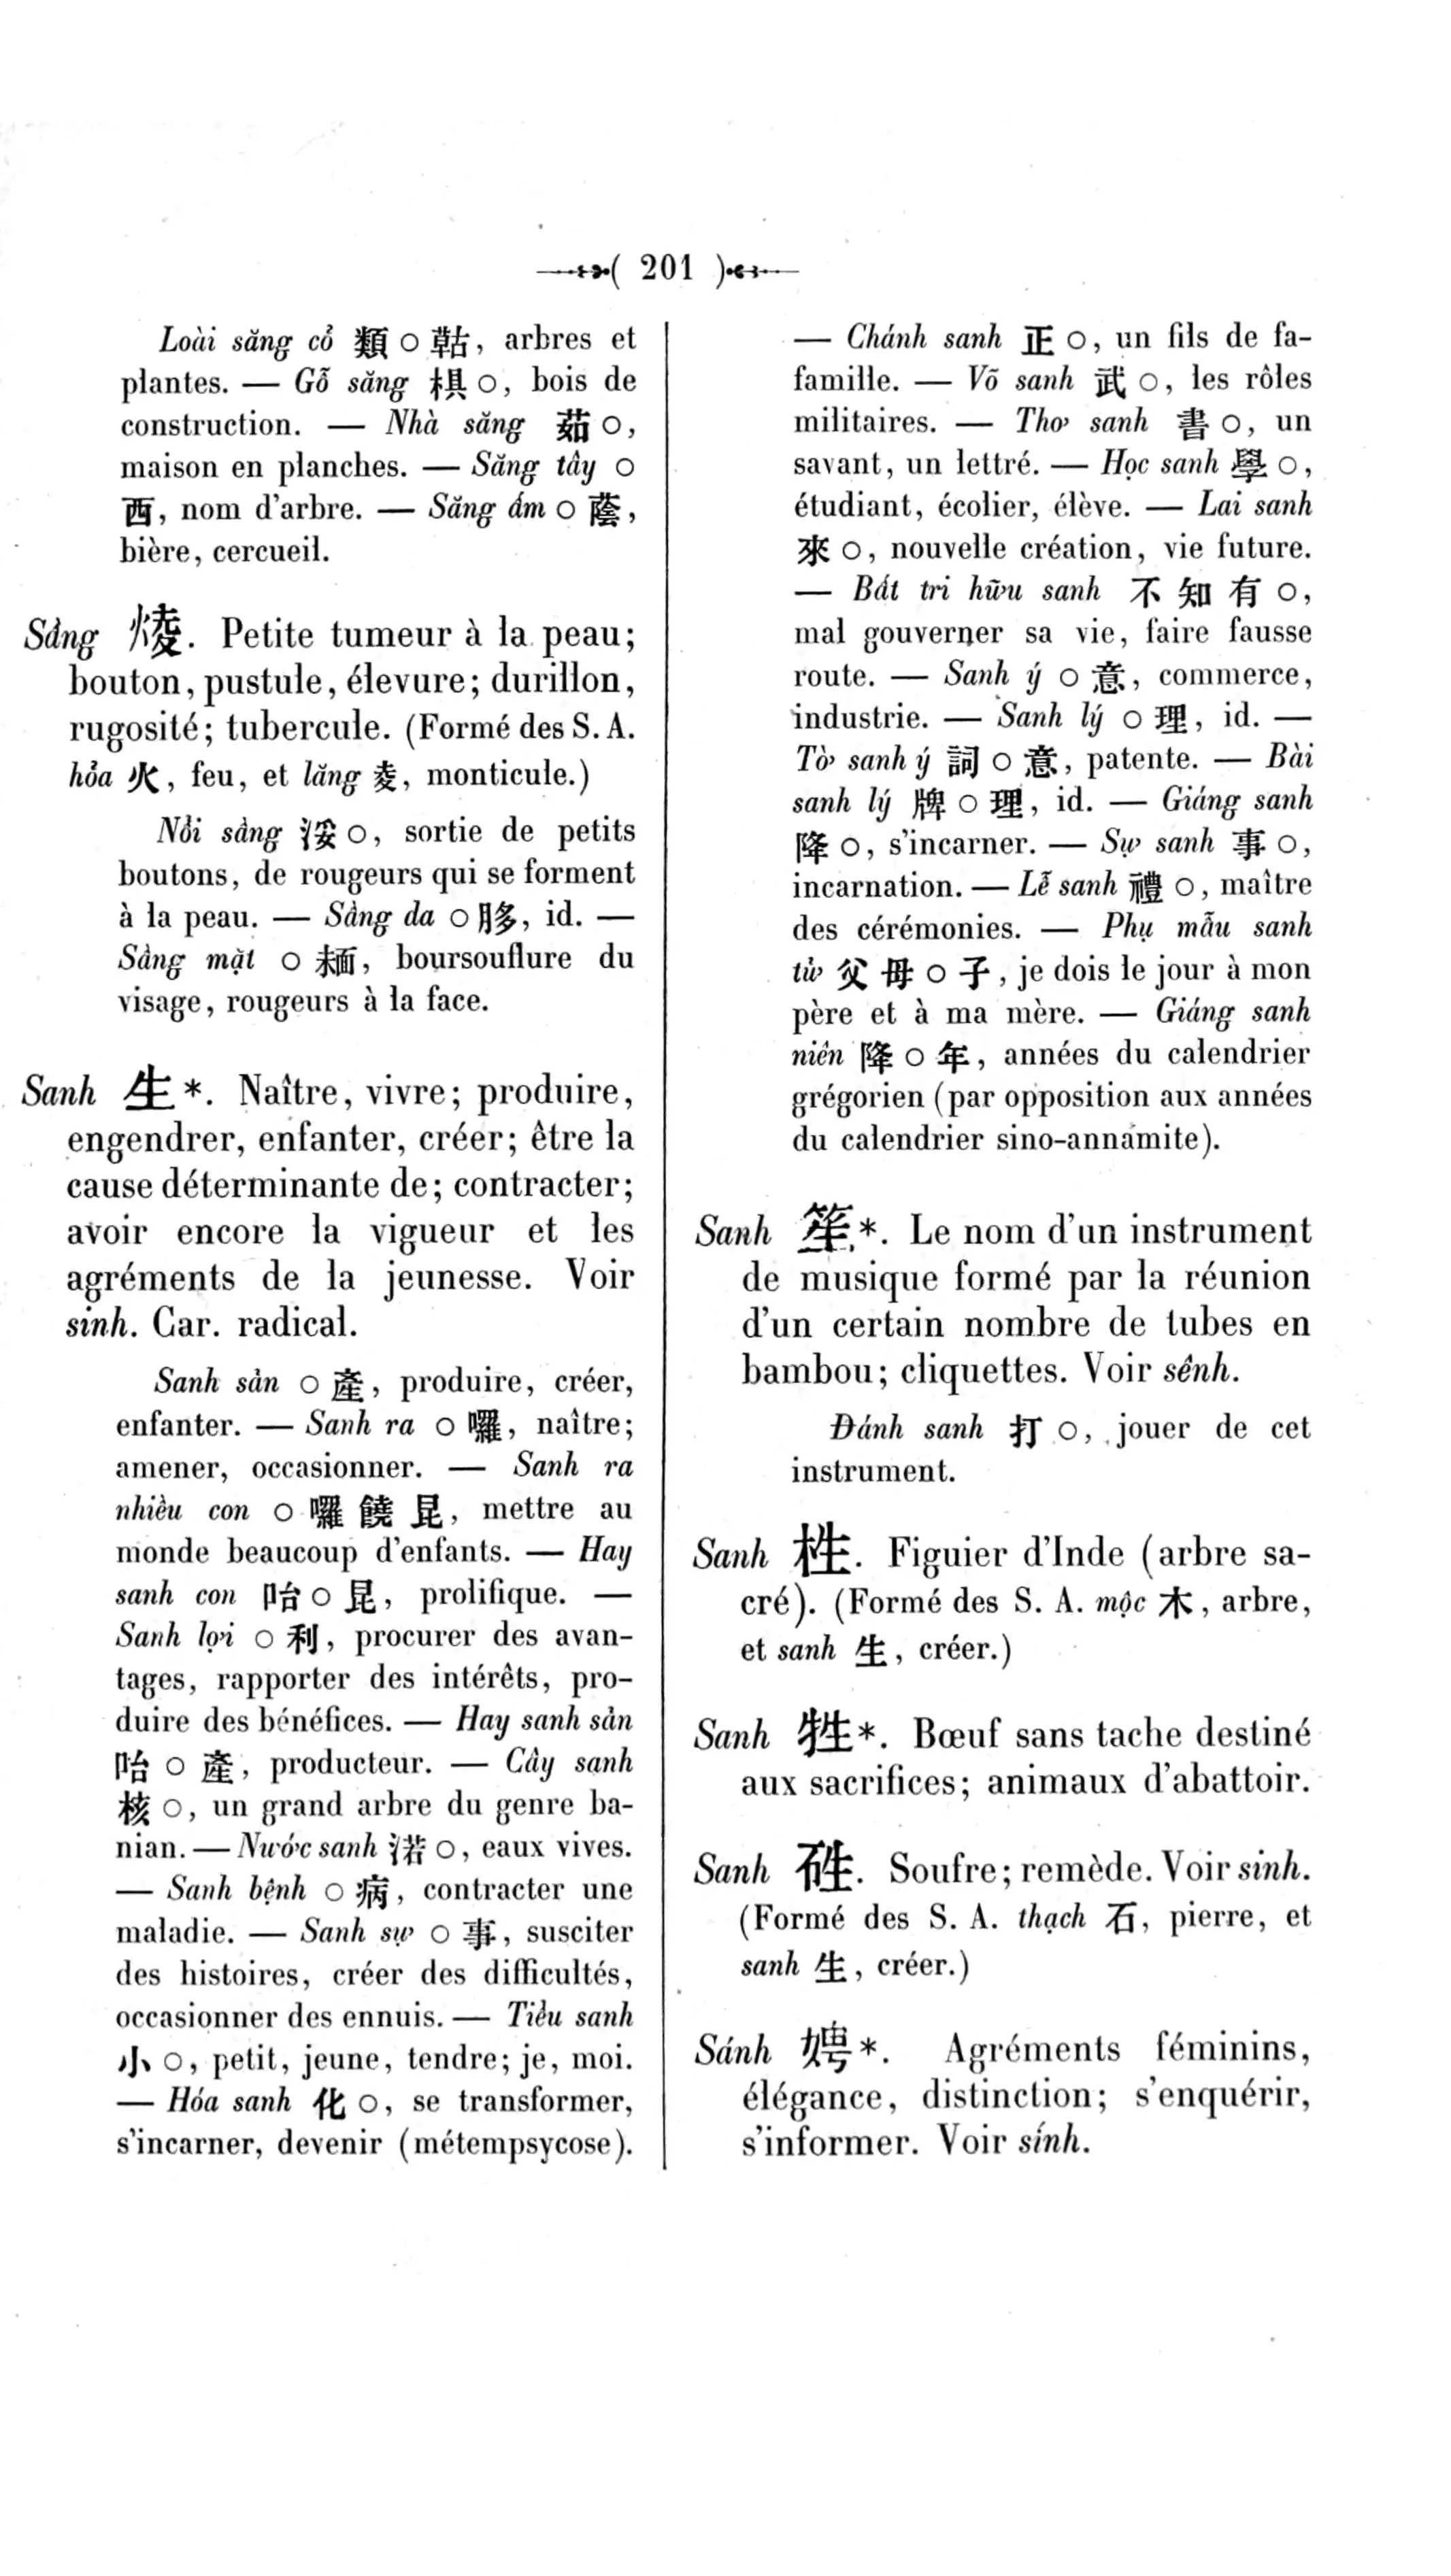 ( 201 )
Loài săng cỏ 類○䓍, arbres et
plantes. — Gỗ săng 椇○, bois de
construction. — Nhà săng 茹○,
maison en planches. — Săng tây ○
西, nom d'arbre. — Săng ấm ○蔭,
bière, cercueil.
Sảng. Petite tumeur à la peau;
bouton, pustule, élevure; durillon,
rugosité; tubercule. (Formé des S. A.
hỏa 火, feu, et lăng 夌, monticule.)
Nổi sảng 浽○, sortie de petits
boutons, de rougeurs qui se forment
à la peau. — Sảng da ○, id. —
Sảng mặt ○, boursouflure du
visage, rougeurs à la face.
Sanh 生*. Naître, vivre; produire,
engendrer, enfanter, créer; être la
cause déterminante de; contracter;
avoir encore la vigueur et les
agréments de la jeunesse. Voir
sinh. Car. radical.
Sanh sản ○產, produire, créer,
enfanter. — Sanh ra ○囉, naître;
amener, occasionner. — Sanh ra
nhiều con ○囉饒昆, mettre au
monde beaucoup d'enfants. — Hay
sanh con 咍○昆, prolifique. —
Sanh lợi ○利, procurer des avan-
tages, rapporter des intérêts, pro-
duire des bénéfices. — Hay sanh sản
咍○產, producteur. — Cây sanh
核○, un grand arbre du genre ba-
nian. — Nước sanh 渃○, eaux vives.
— Sanh bệnh ○病, contracter une
maladie. — Sanh sự ○事, susciter
des histoires, créer des difficultés,
occasionner des ennuis. — Tiểu sanh
小○, petit, jeune, tendre; je, moi.
— Hóa sanh 化○, se transformer,
s'incarner, devenir (métempsycose).
— Chánh sanh 正○, un fils de fa-
famille. — Võ sanh 武○, les rôles
militaires. — Thơ sanh 書○, un
savant, un lettré. — Học sanh 學○,
étudiant, écolier, élève. — Lai sanh
來○, nouvelle création, vie future.
— Bất tri hữu sanh 不知有○,
mal gouverner sa vie, faire fausse
route. — Sanh ý ○意, commerce,
industrie. — Sanh lý ○理, id. —
Tờ sanh ý 詞○意, patente. — Bài
sanh lý 牌○理, id. — Giáng sanh
降○, s'incarner. — Sự sanh 事○,
incarnation. — Lễ sanh 禮○, maître
des cérémonies. — Phụ mẫu sanh
tử 父母○子, je dois le jour à mon
père et à ma mère. — Giáng sanh
niên 降○年, années du calendrier
grégorien (par opposition aux années
du calendrier sino-annamite).
Sanh 笙*. Le nom d'un instrument
de musique formé par la réunion
d'un certain nombre de tubes en
bambou; cliquettes. Voir sênh.
Đánh sanh 打○, jouer de cet
instrument.
Sanh 栍. Figuier d'Inde (arbre sa-
cré). (Formé des S. A. mộc 木, arbre,
et sanh 生, créer.)
Sanh 牲*. Bœuf sans tache destiné
aux sacrifices; animaux d'abattoir.
Sanh. Soufre; remède. Voir sinh.
(Formé des S. A. thạch 石, pierre, et
sanh 生, créer.)
Sánh 娉*. Agréments féminins,
élégance, distinction; s'enquérir,
s'informer. Voir sính.